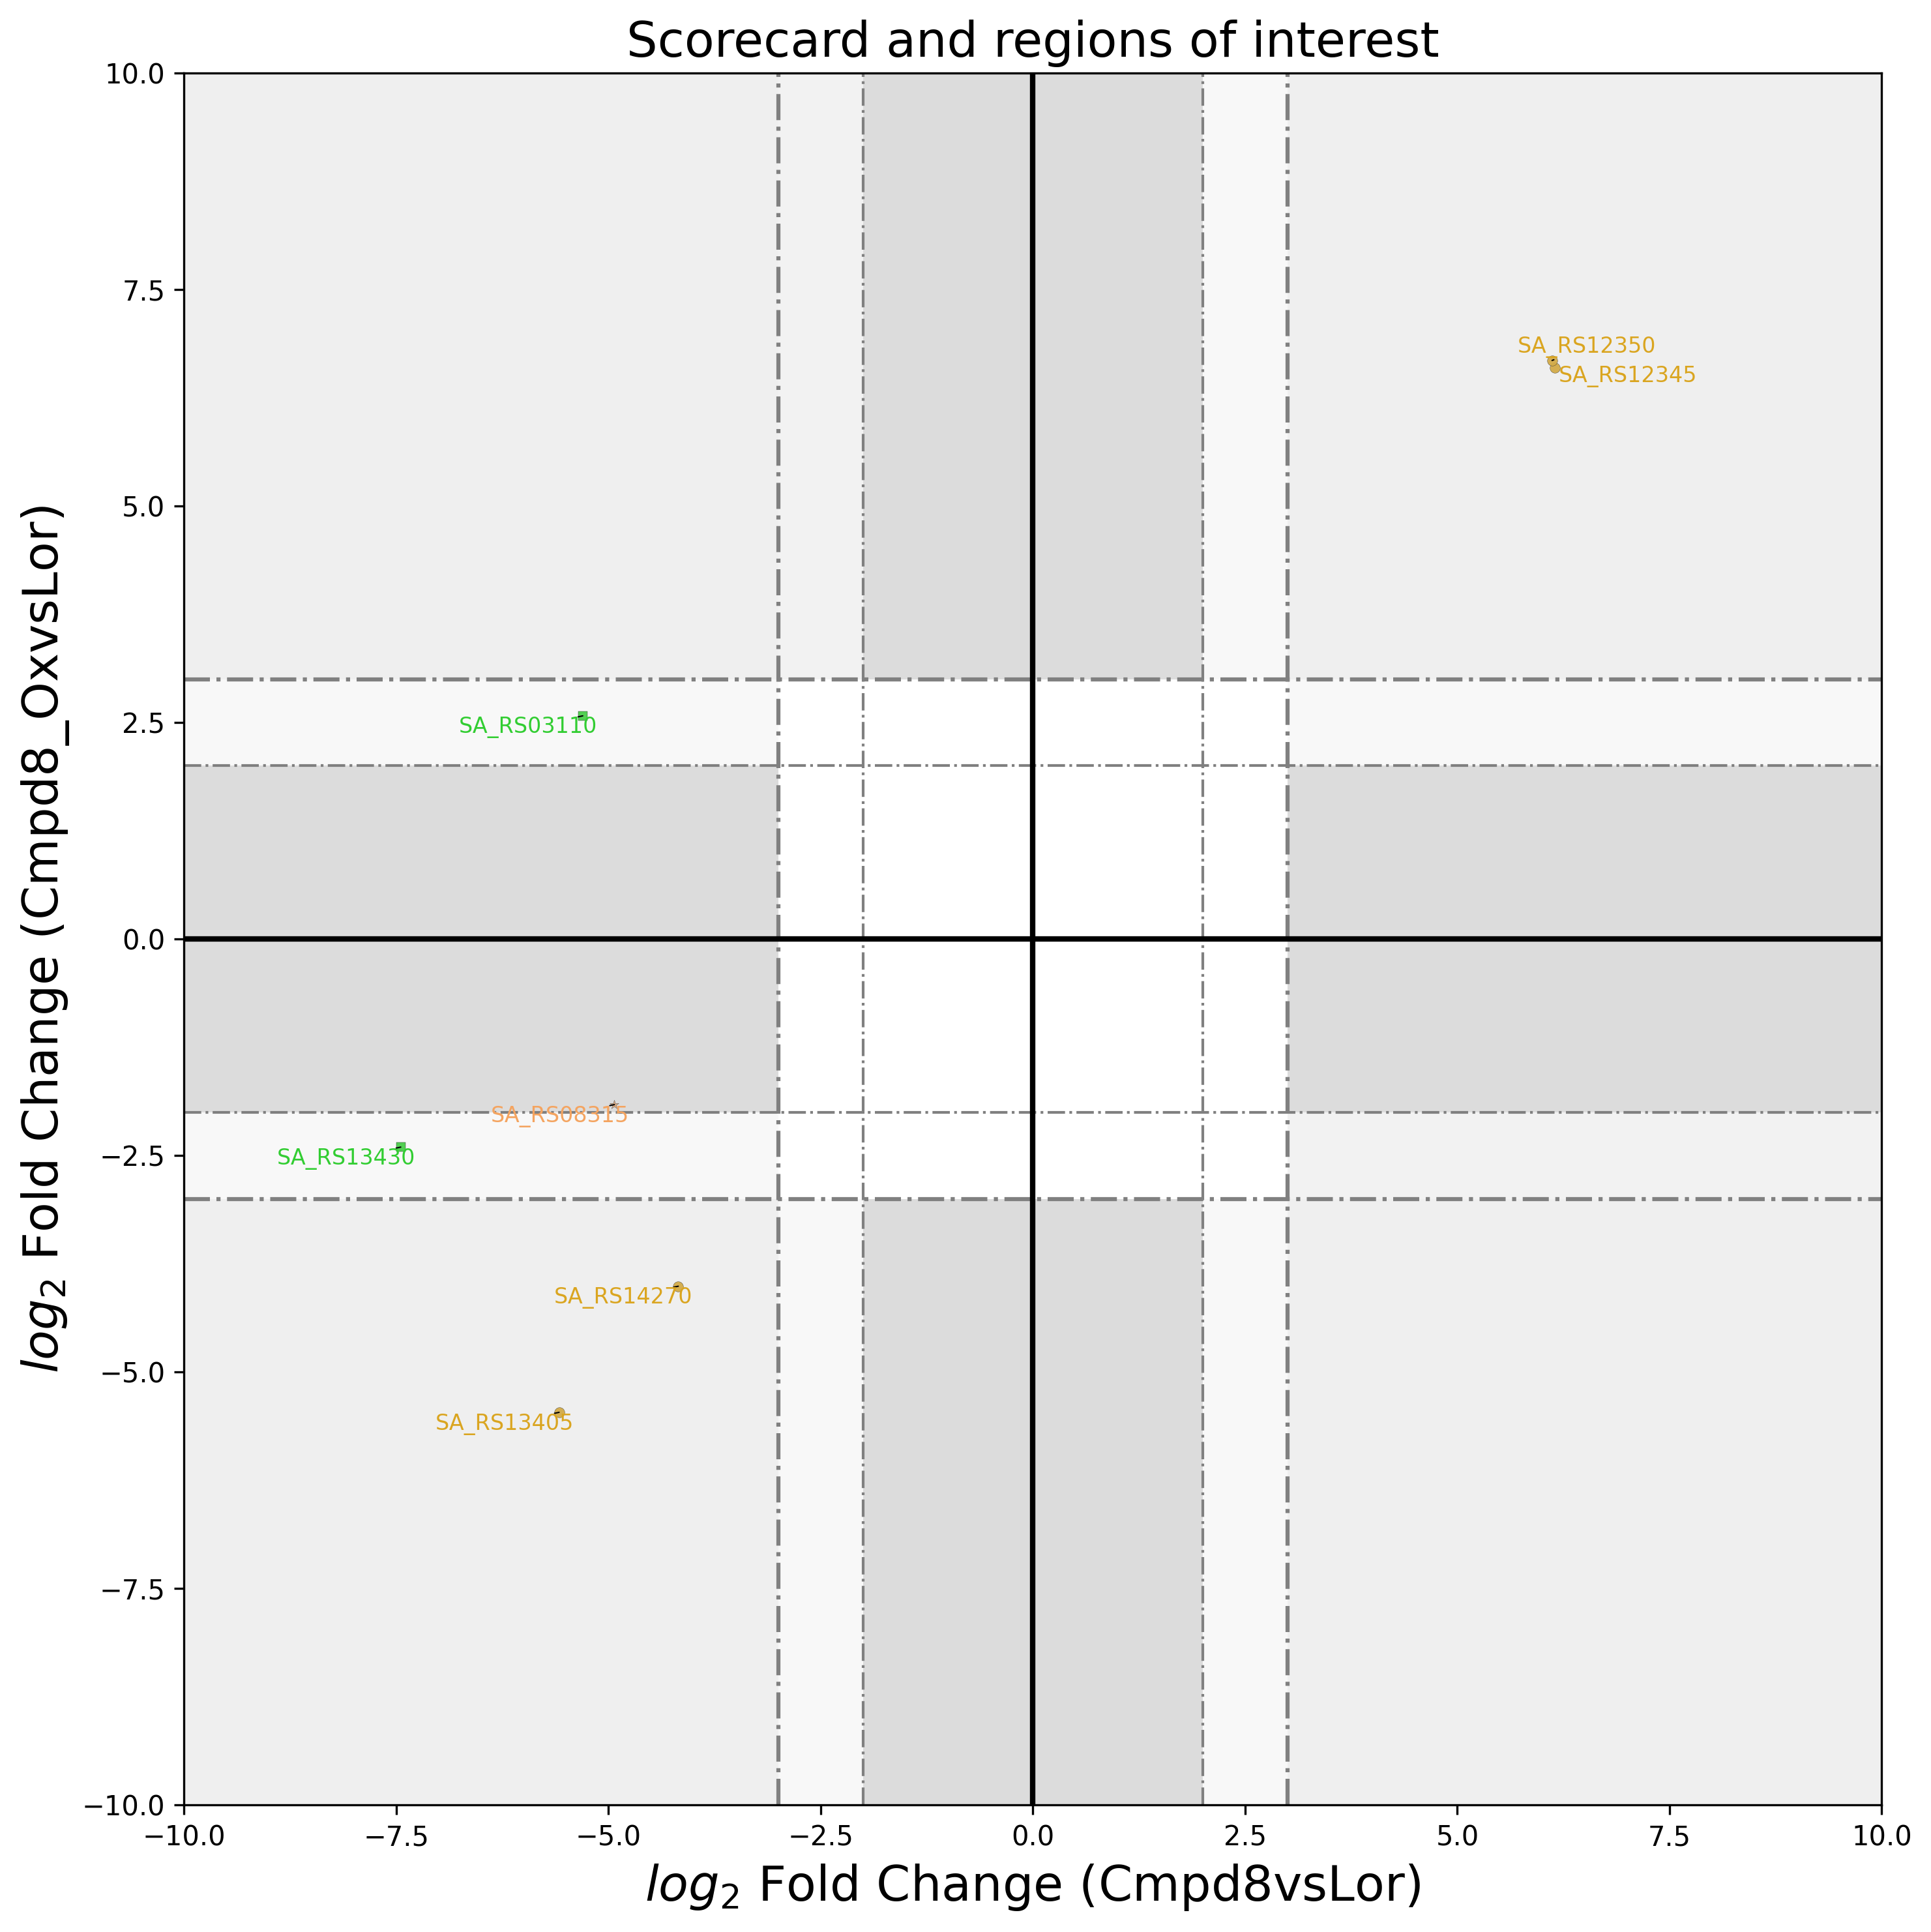 Scorecard and regions of interest
log2 Fold Change (Cmpd8_OxvsLor)
10.0
7.5
5.0
2.5
0.0
−2.5
−5.0
−7.5
−10.0
SA_RS12350
SA_RS12345
SA_RS03110
SA_RS08315
SA_RS13430
SA_RS14270
SA_RS13405
−10.0
−7.5
−5.0
−2.5
0.0
2.5
5.0
7.5
10.0
log2 Fold Change (Cmpd8vsLor)